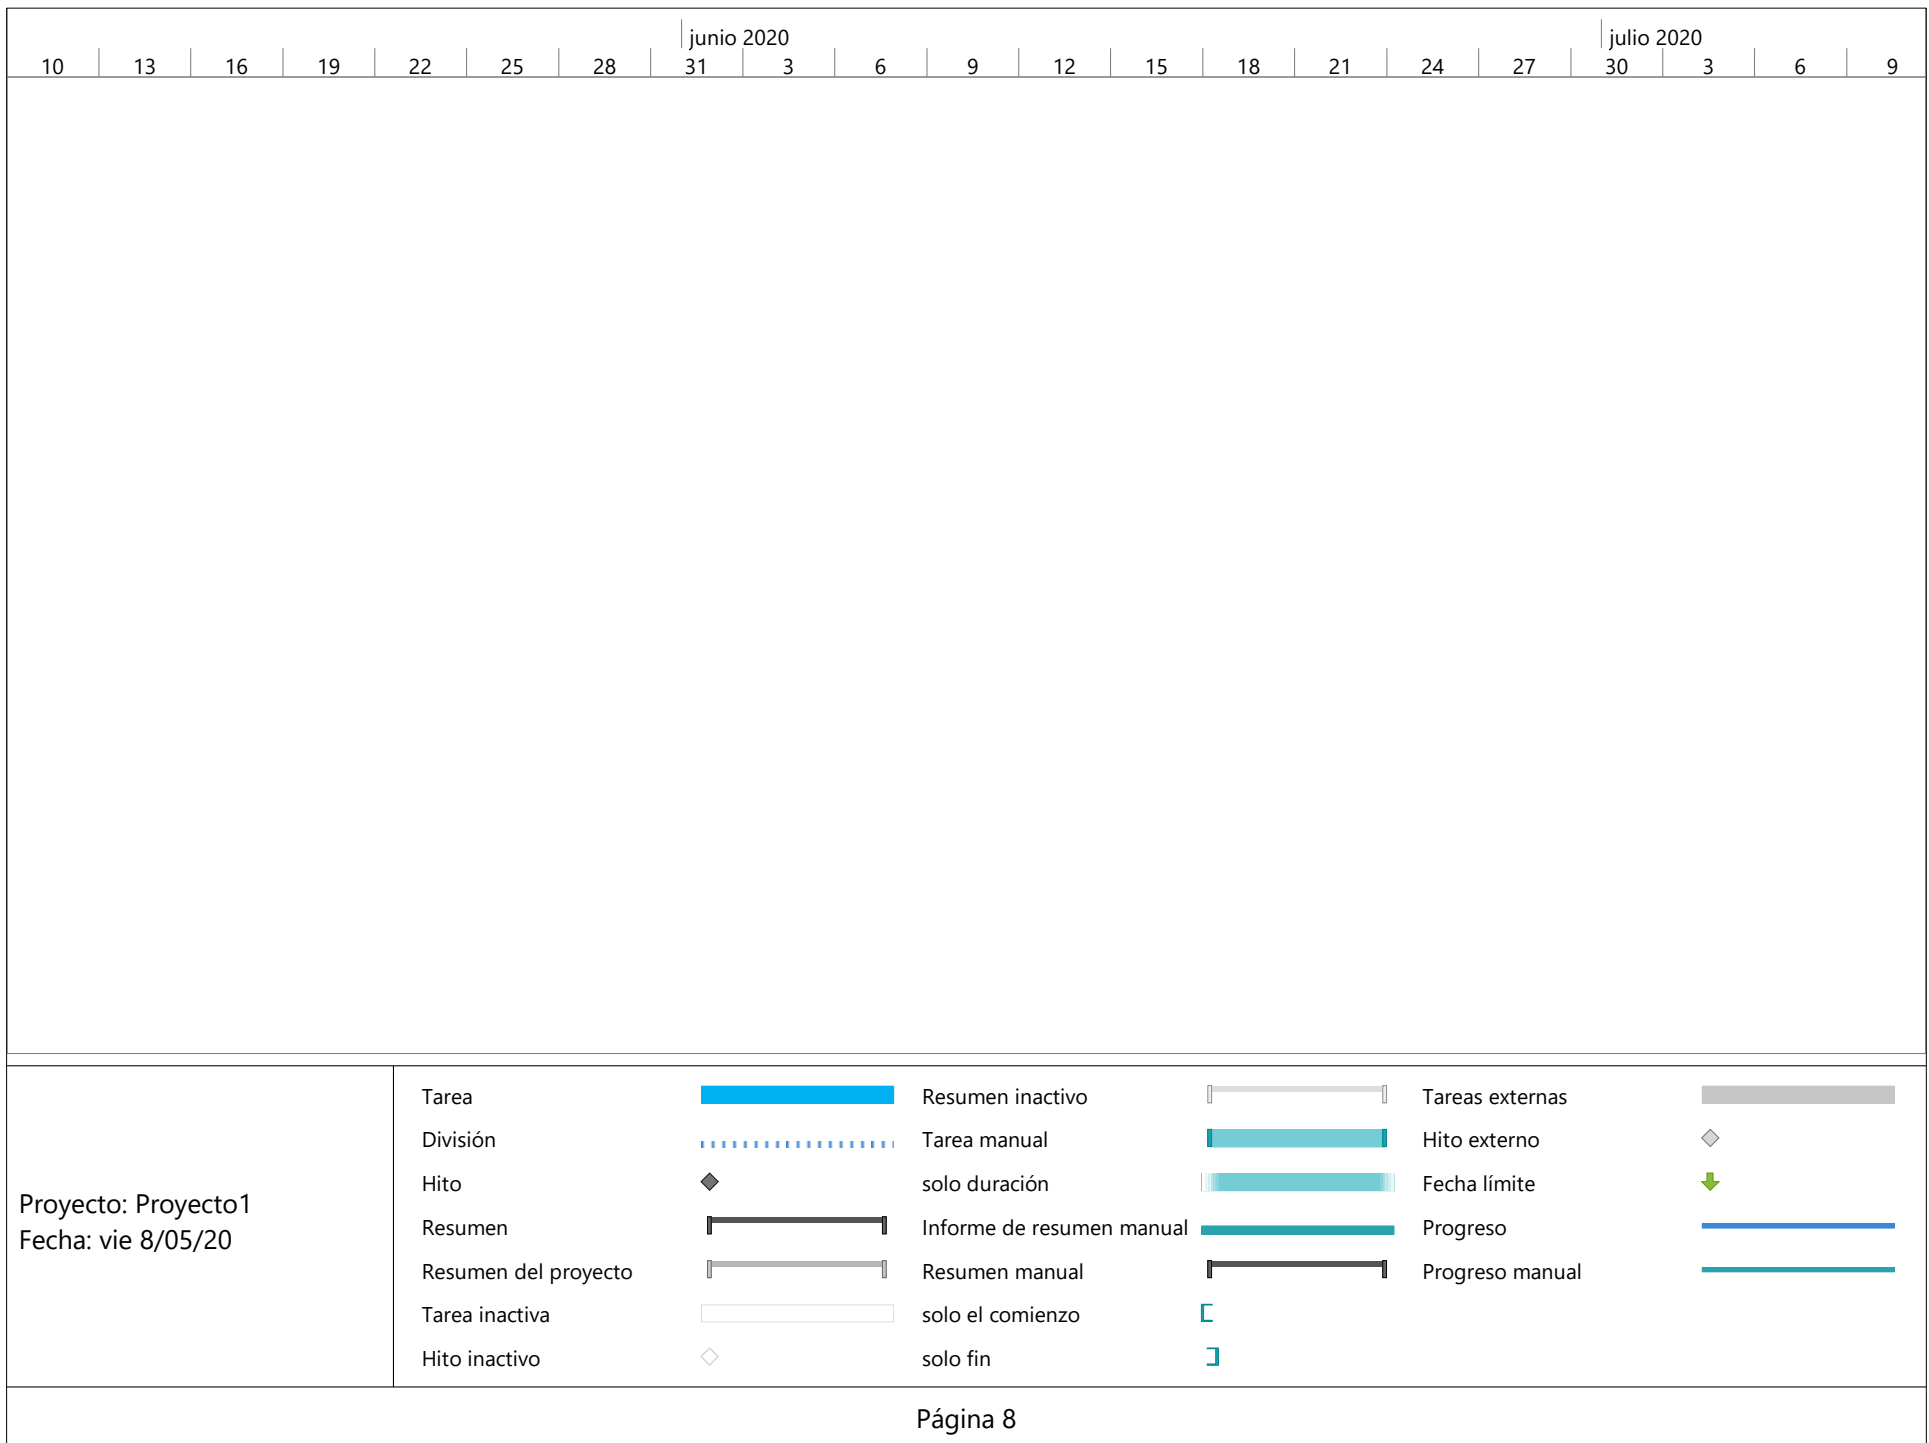 junio 2020 julio 2020
10 13 16 19 22 25 28 31 3 6 9 12 15 18 21 24 27 30 3 6 9
Proyecto: Proyecto1
Fecha: vie 8/05/20
Tarea
División
Hito
Resumen
Resumen del proyecto
Tarea inactiva
Hito inactivo
Resumen inactivo
Tarea manual
solo duración
Informe de resumen manual
Resumen manual
solo el comienzo
solo fin
Tareas externas
Hito externo
Fecha límite
Progreso
Progreso manual
Página 8